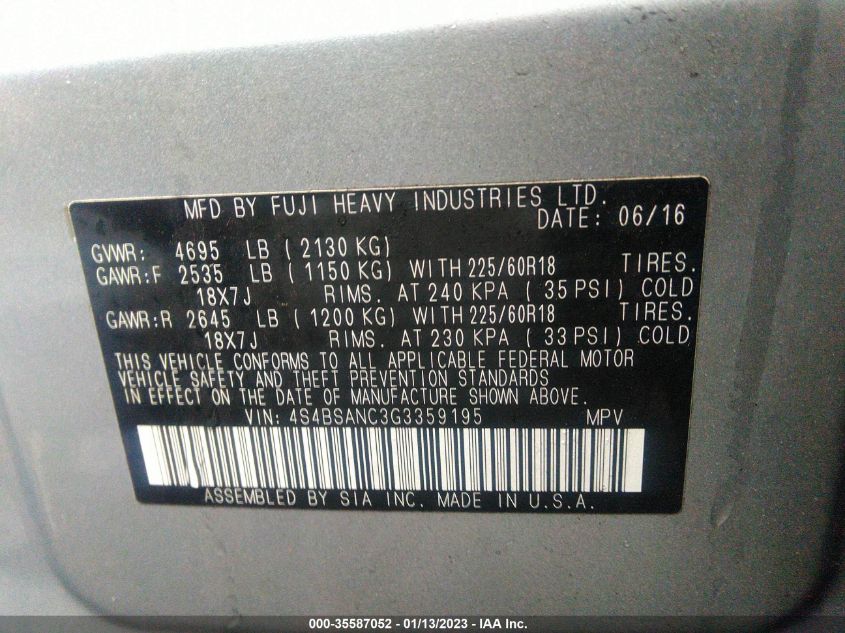 MFD BY FUJI HEAVY INDUSTRIES LTD.
DATE: 06/16
GVWR: 4695 LB ( 2130 KG)
GAWR:F 2535 LB ( 1150 KG) WITH 225/60R18 TIRES.
18X7J RIMS. AT 240 KPA ( 35 PSI) COLD
GAWR:R 2645 LB ( 1200 KG) WITH 225/60R18 TIRES.
18X7J RIMS. AT 230 KPA ( 33 PSI) COLD
THIS VEHICLE CONFORMS TO ALL APPLICABLE FEDERAL MOTOR
VEHICLE SAFETY AND THEFT PREVENTION STANDARDS
IN EFFECT ON THE DATE OF MANUFACTURE SHOWN ABOVE.
VIN: 4S4BSANC3G3359195 MPV
ASSEMBLED BY SIA INC. MADE IN U.S.A.
000-35587052 - 01/13/2023 - IAA Inc.